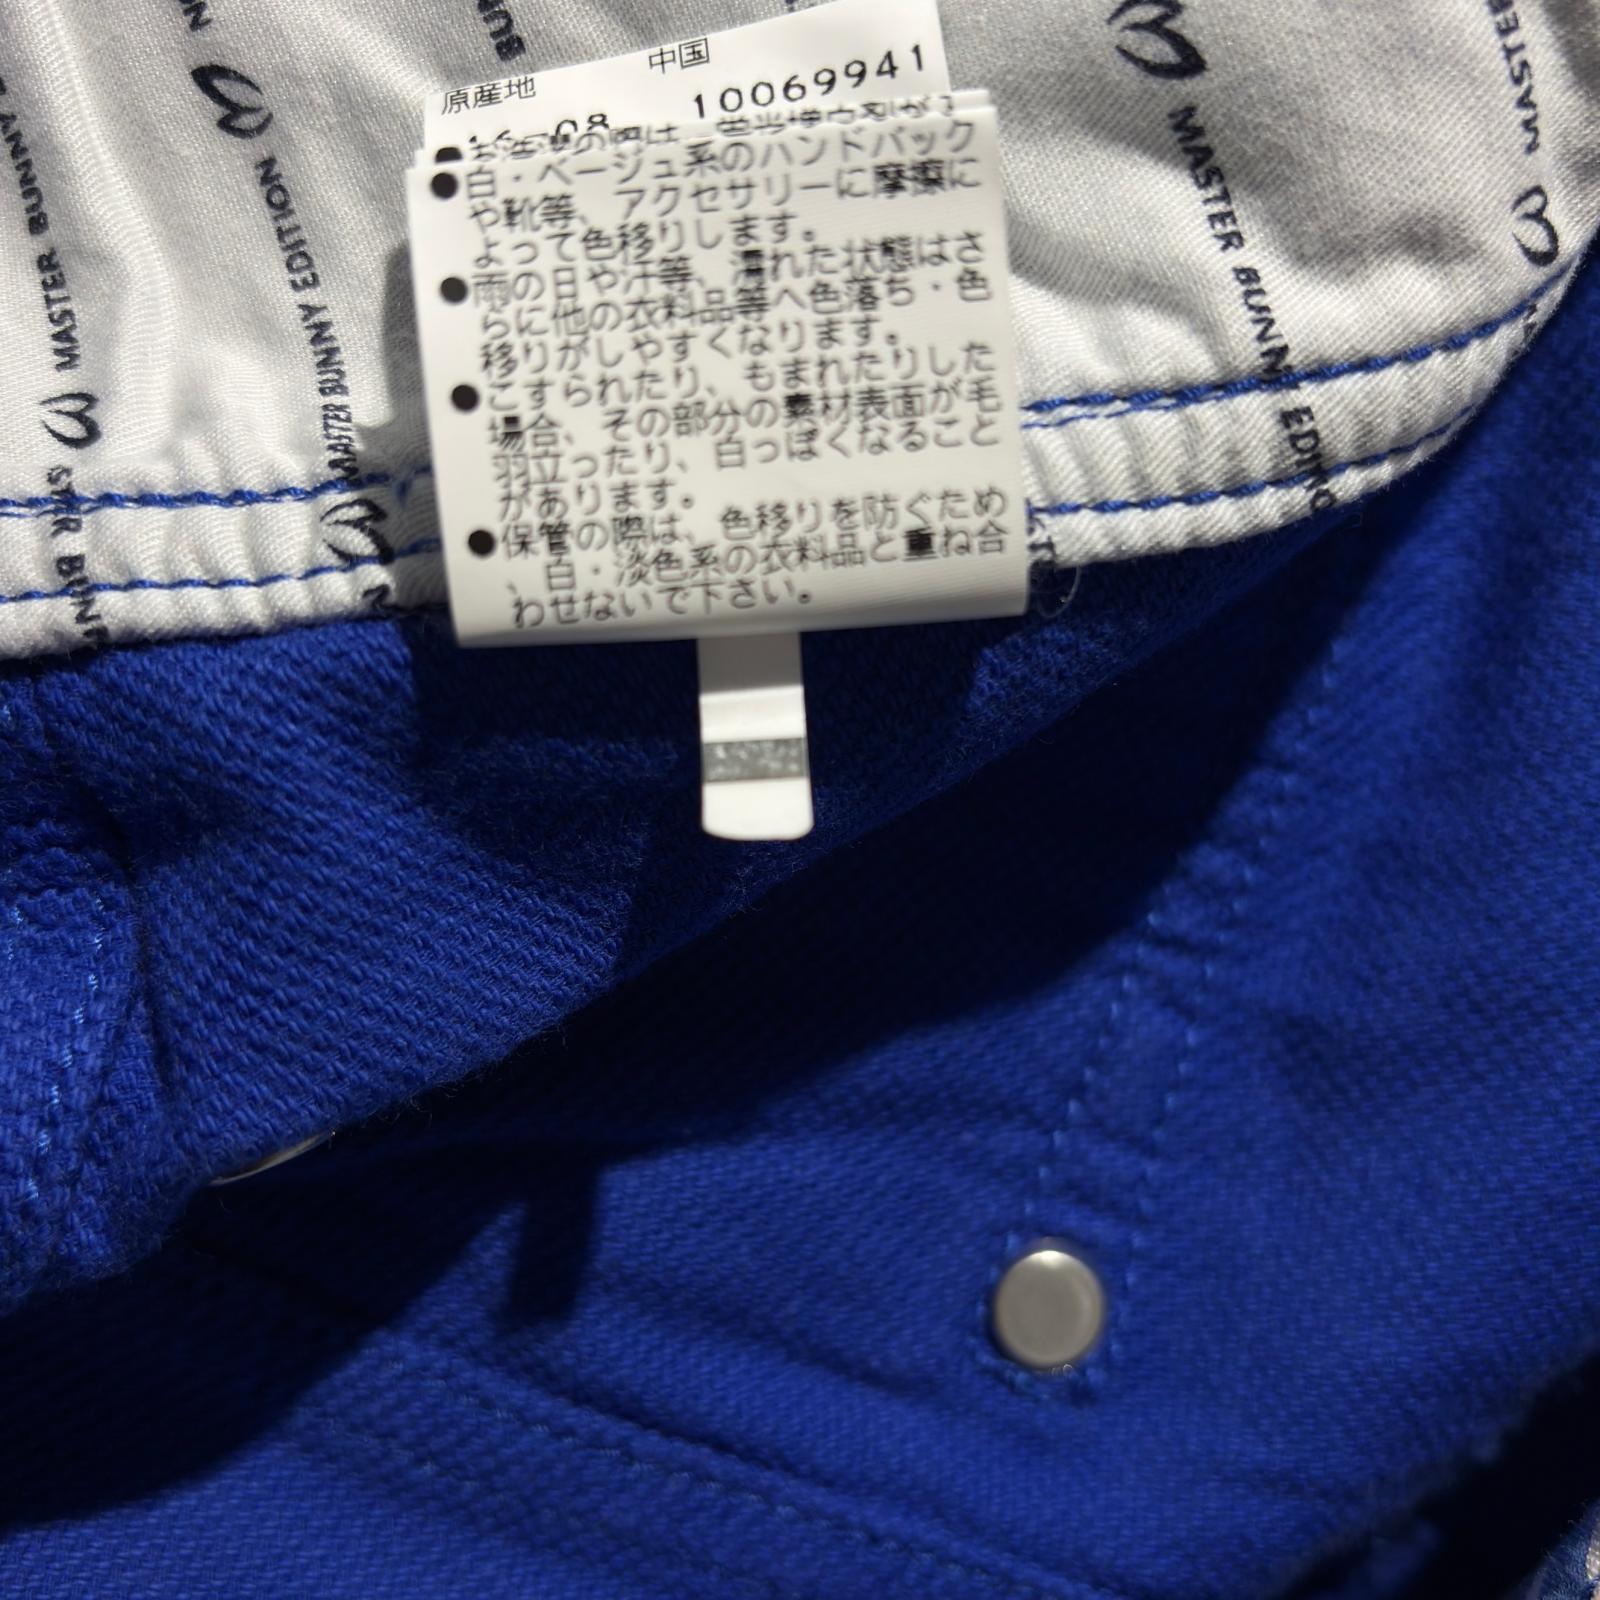 原産地 中国
10069941
08
●白・ベージュ系のハンドバック
や靴等、アクセサリーに摩擦に
よって色移りします。
●雨の日や汗等、濡れた状態はさ
らに他の衣料品等へ色落ち・色
移りがしやすくなります。
●こすられたり、もまれたりした
場合、その部分の素材表面が毛
羽立ったり、白っぽくなること
があります。
●保管の際は、色移りを防ぐため
、白・淡色系の衣料品と重ね合
わせないで下さい。
MASTER BUNNY EDITION
MASTER BUNNY EDITION
MASTER BUNNY
MASTER